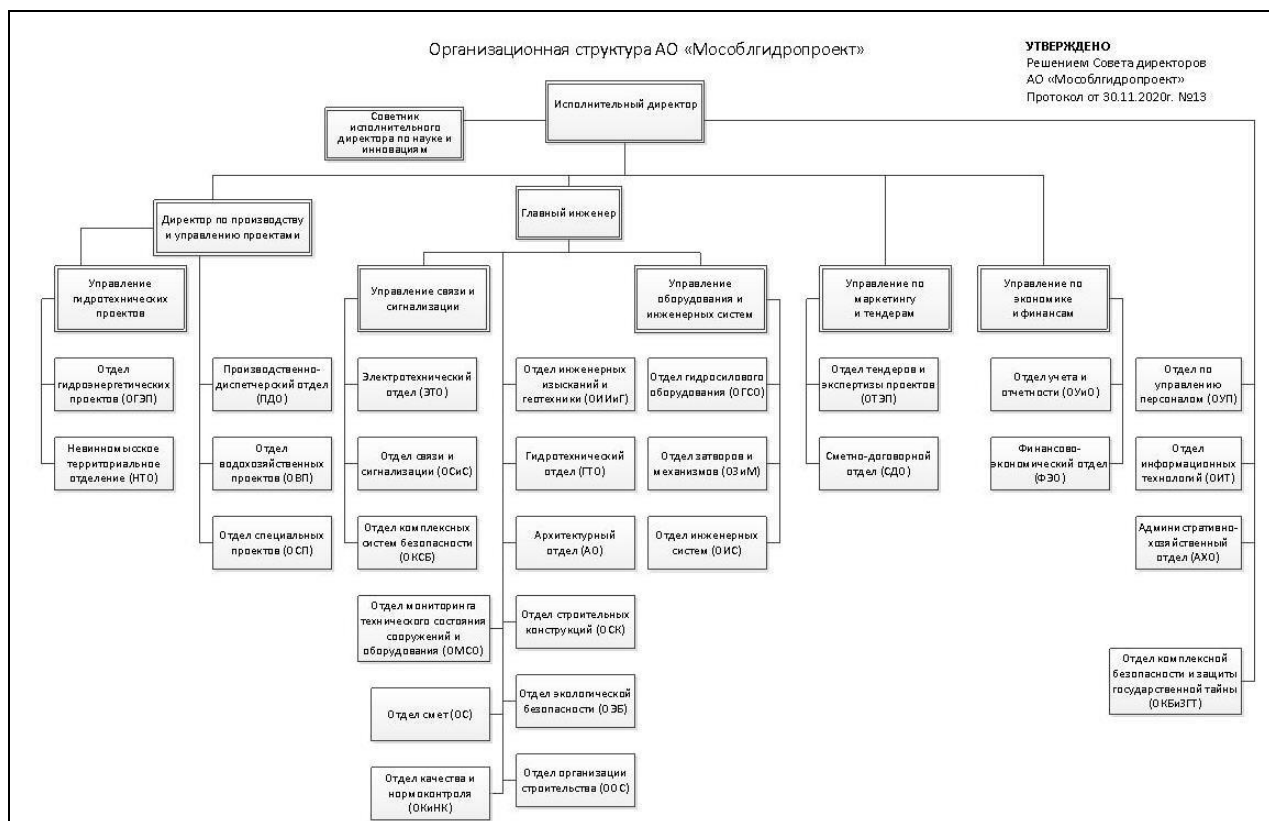 Организационная структура АО «Мособлгидропроект»
УТВЕРЖДЕНО
Решением Совета директоров
АО «Мособлгидропроект»
Протокол от 30.11.2020г. №13
Исполнительный директор
Советник
исполнительного
директора по науке и
инновациям
Директор по производству
и управлению проектами
Главный инженер
Управление
гидротехнических
проектов
Управление связи и
сигнализации
Управление
оборудования и
инженерных систем
Управление по
маркетингу
и тендерам
Управление по
экономике
и финансам
Отдел
гидроэнергетических
проектов (ОГЭП)
Производственно-
диспетчерский отдел
(ПДО)
Электротехнический
отдел (ЭТО)
Отдел инженерных
изысканий и
геотехники (ОИИиГ)
Отдел гидросилового
оборудования (ОГСО)
Отдел тендеров и
экспертизы проектов
(ОТЭП)
Отдел учета и
отчетности (ОУиО)
Отдел по
управлению
персоналом (ОУП)
Невинномысское
территориальное
отделение (НТО)
Отдел
водохозяйственных
проектов (ОВП)
Отдел связи и
сигнализации (ОСиС)
Гидротехнический
отдел (ГТО)
Отдел затворов и
механизмов (ОЗиМ)
Сметно-договорной
отдел (СДО)
Финансово-
экономический отдел
(ФЭО)
Отдел
информационных
технологий (ОИТ)
Отдел специальных
проектов (ОСП)
Отдел комплексных
систем безопасности
(ОКСБ)
Архитектурный
отдел (АО)
Отдел инженерных
систем (ОИС)
Административно-
хозяйственный
отдел (АХО)
Отдел мониторинга
технического состояния
сооружений и
оборудования (ОМСО)
Отдел строительных
конструкций (ОСК)
Отдел комплексной
безопасности и защиты
государственной тайны
(ОКБиЗГТ)
Отдел смет (ОС)
Отдел экологической
безопасности (ОЭБ)
Отдел качества и
нормоконтроля
(ОКиНК)
Отдел организации
строительства (ООС)